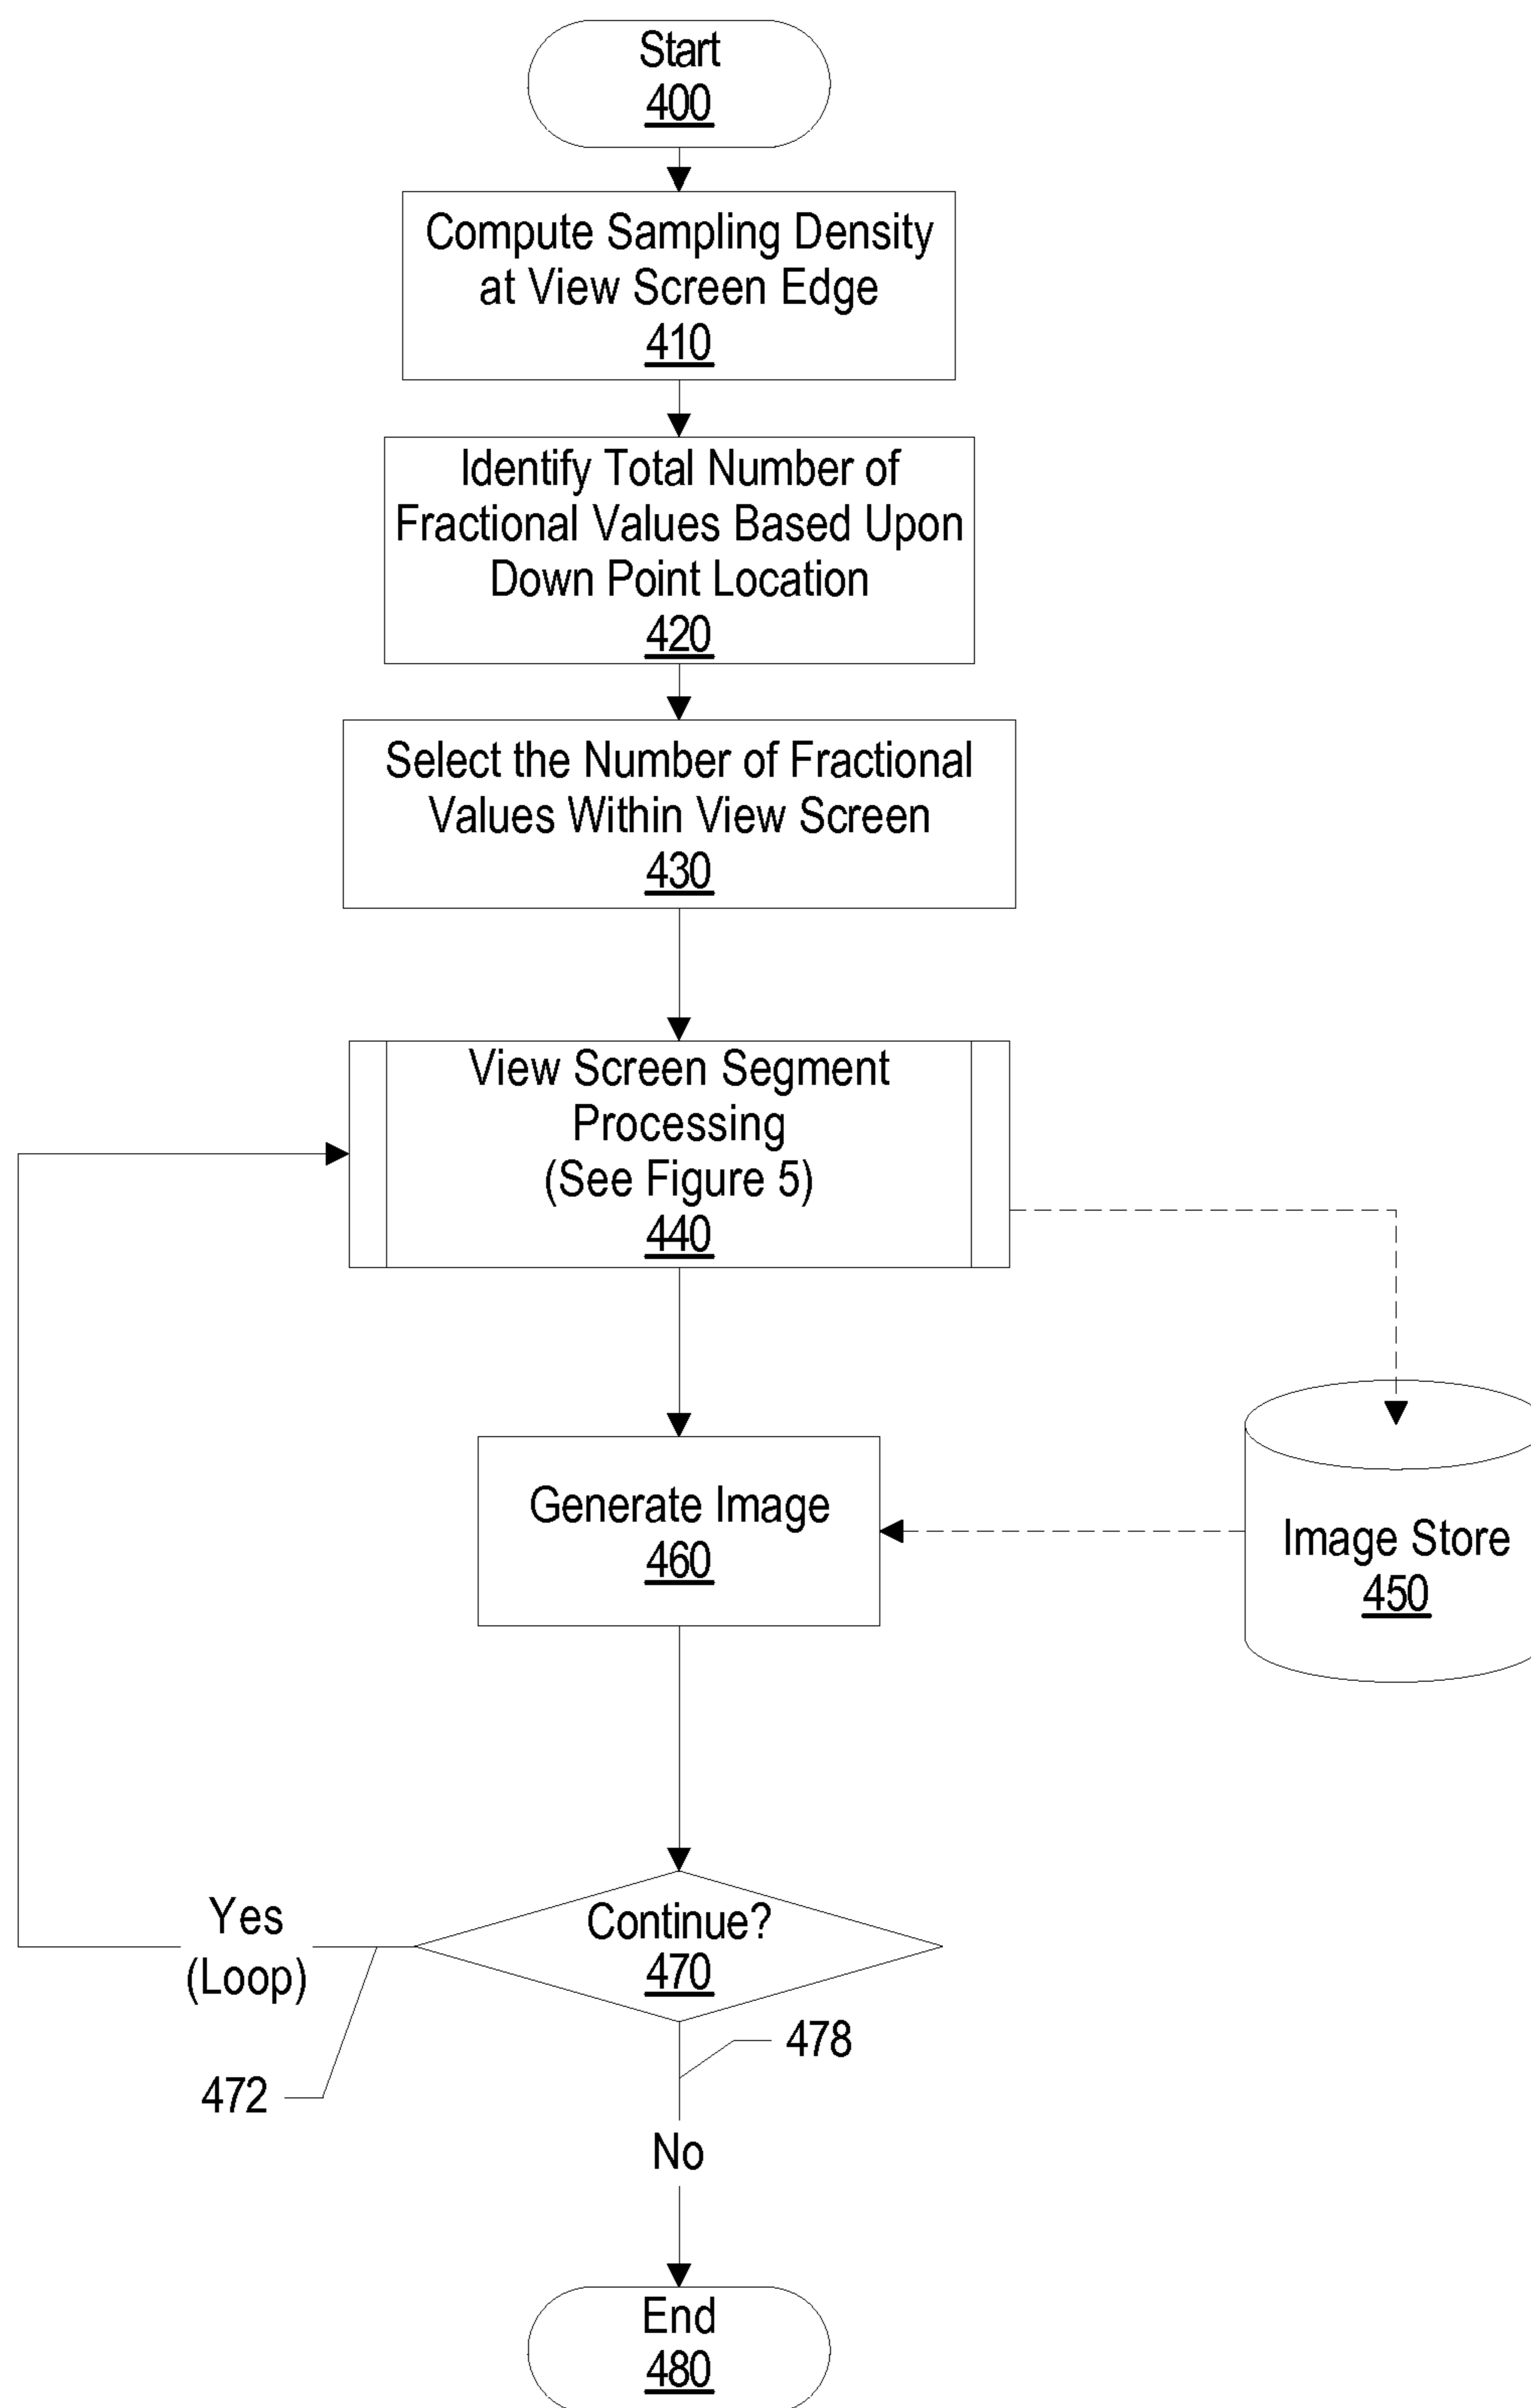 Start
400
Compute Sampling Density
at View Screen Edge
410
Identify Total Number of
Fractional Values Based Upon
Down Point Location
420
Select the Number of Fractional
Values Within View Screen
430
View Screen Segment
Processing
(See Figure 5)
440
Generate Image
460
Image Store
450
Continue?
470
Yes
(Loop)
472
478
No
End
480